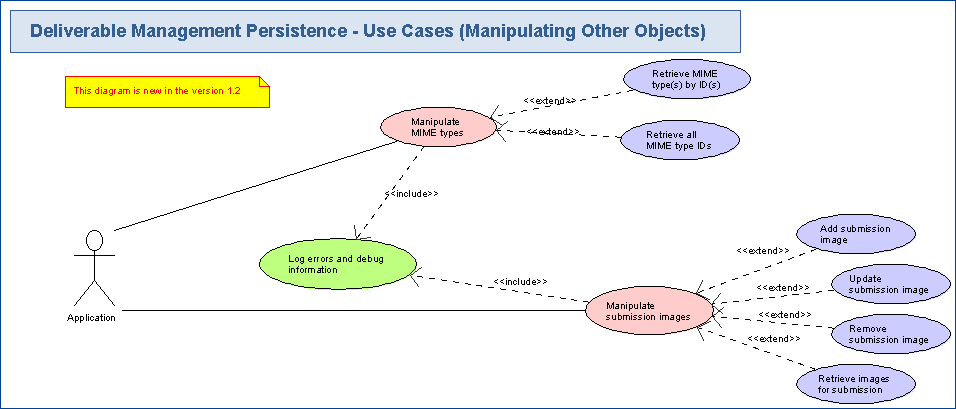 Deliverable Management Persistence - Use Cases (Manipulating Other Objects)
This diagram is new in the version 1.2
Retrieve MIME
type(s) by ID(s)
<<extend>>
Manipulate
MIME types
<<extend>>
Retrieve all
MIME type IDs
<<include>>
Add submission
image
<<extend>>
Log errors and debug
information
<<include>>
Update
submission image
<<extend>>
Manipulate
submission images
Application
<<extend>>
Remove
submission image
<<extend>>
Retrieve images
for submission